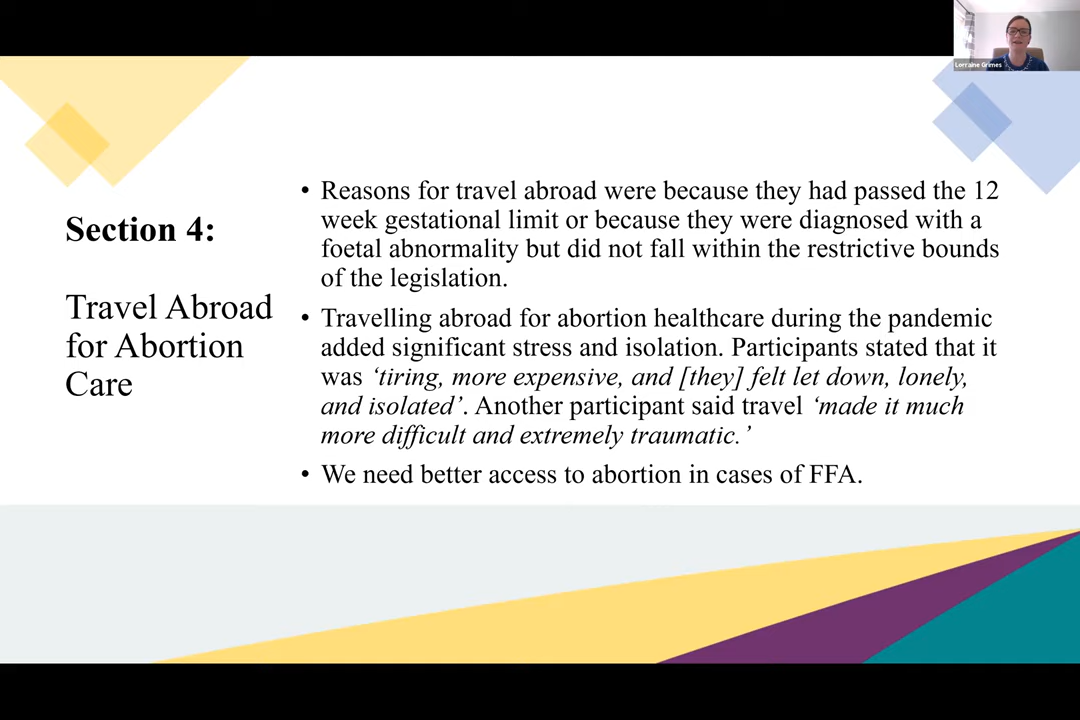 Lorraine Grimes
Section 4:
Travel Abroad
for Abortion
Care
• Reasons for travel abroad were because they had passed the 12
week gestational limit or because they were diagnosed with a
foetal abnormality but did not fall within the restrictive bounds
of the legislation.
• Travelling abroad for abortion healthcare during the pandemic
added significant stress and isolation. Participants stated that it
was ‘tiring, more expensive, and [they] felt let down, lonely,
and isolated’. Another participant said travel ‘made it much
more difficult and extremely traumatic.’
• We need better access to abortion in cases of FFA.